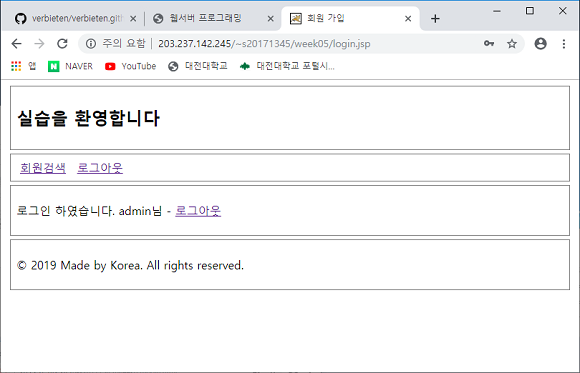 verbieten/verbieten.gith
웹서버 프로그래밍
회원 가입
주의 요함 | 203.237.142.245/~s20171345/week05/login.jsp
앱 NAVER YouTube 대전대학교 대전대학교 포털시...
실습을 환영합니다
회원검색 로그아웃
로그인 하였습니다. admin님 - 로그아웃
© 2019 Made by Korea. All rights reserved.